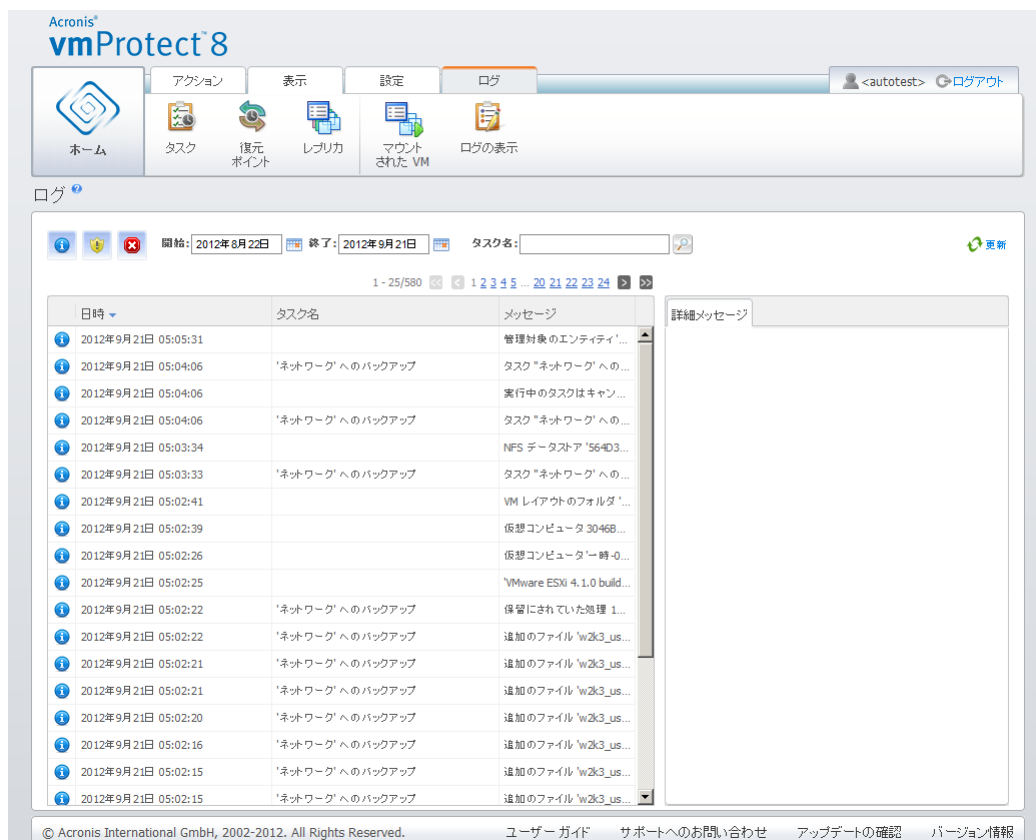 Acronis®
vmProtect™8
アクション 表示 設定 ログ <autotest> ログアウト
ホーム タスク 復元ポイント レプリカ マウントされた VM ログの表示
ログ
開始: 2012年8月22日 終了: 2012年9月21日 タスク名: 更新
1 - 25/580 1 2 3 4 5 ... 20 21 22 23 24
日時 タスク名 メッセージ 詳細メッセージ
2012年9月21日 05:05:31 管理対象のエンティティ'...
2012年9月21日 05:04:06 'ネットワーク' へのバックアップ タスク "ネットワーク' への...
2012年9月21日 05:04:06 実行中のタスクはキャン...
2012年9月21日 05:04:06 'ネットワーク' へのバックアップ タスク "ネットワーク' への...
2012年9月21日 05:03:34 NFS データストア '564D3...
2012年9月21日 05:03:33 'ネットワーク' へのバックアップ タスク "ネットワーク' への...
2012年9月21日 05:02:41 VM レイアウトのフォルダ '...
2012年9月21日 05:02:39 仮想コンピュータ 3046B...
2012年9月21日 05:02:26 仮想コンピュータ'一時-0...
2012年9月21日 05:02:25 'VMware ESXi 4.1.0 build...
2012年9月21日 05:02:22 'ネットワーク' へのバックアップ 保留にされていた処理 1...
2012年9月21日 05:02:22 'ネットワーク' へのバックアップ 追加のファイル 'w2k3_us...
2012年9月21日 05:02:21 'ネットワーク' へのバックアップ 追加のファイル 'w2k3_us...
2012年9月21日 05:02:21 'ネットワーク' へのバックアップ 追加のファイル 'w2k3_us...
2012年9月21日 05:02:20 'ネットワーク' へのバックアップ 追加のファイル 'w2k3_us...
2012年9月21日 05:02:16 'ネットワーク' へのバックアップ 追加のファイル 'w2k3_us...
2012年9月21日 05:02:15 'ネットワーク' へのバックアップ 追加のファイル 'w2k3_us...
2012年9月21日 05:02:15 'ネットワーク' へのバックアップ 追加のファイル 'w2k3_us...
© Acronis International GmbH, 2002-2012. All Rights Reserved. ユーザー ガイド サポートへのお問い合わせ アップデートの確認 バージョン情報